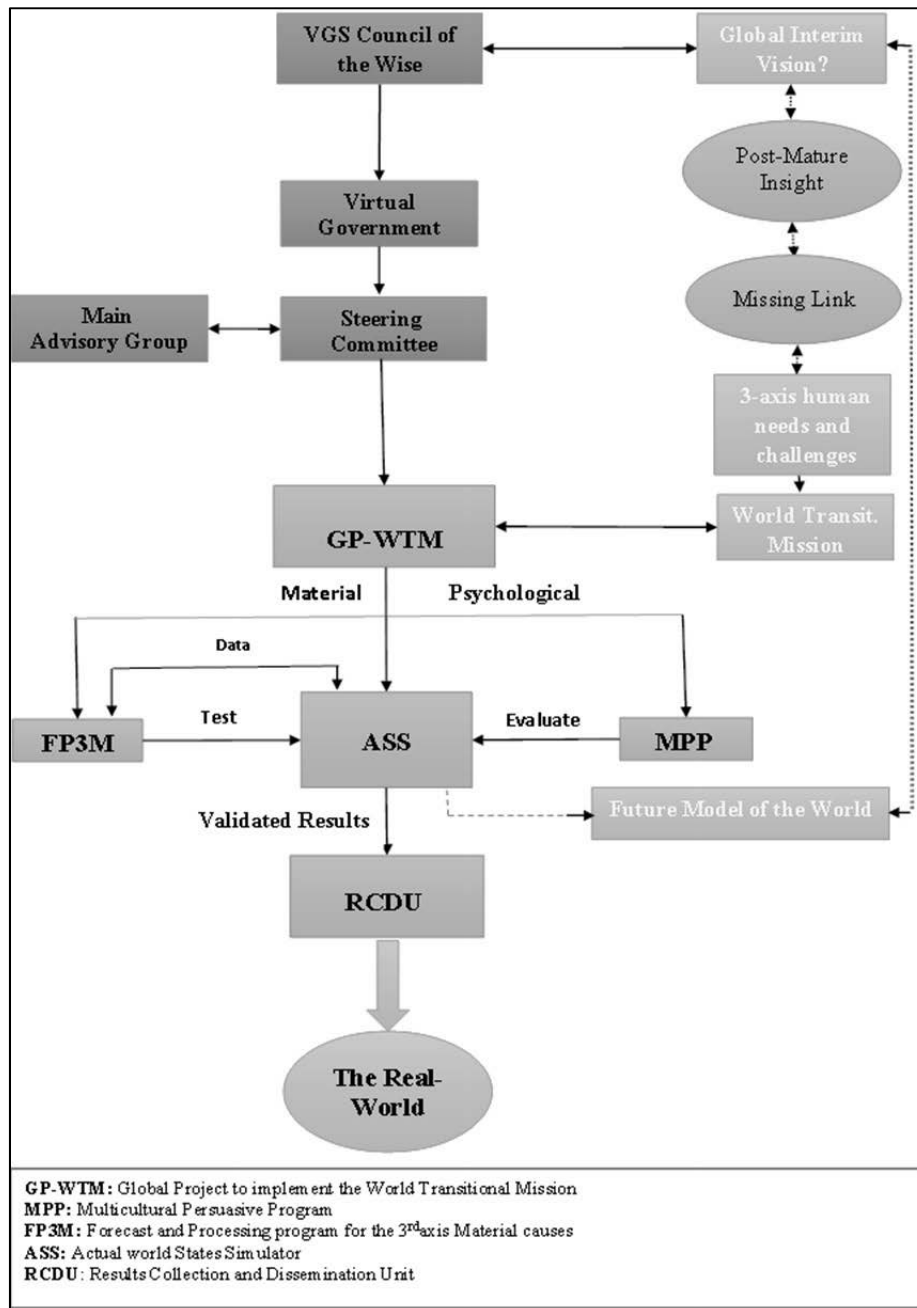 VGS Council of
the Wise
Global Interim
Vision?
Post-Mature
Insight
Virtual
Government
Missing Link
Main
Advisory Group
Steering
Committee
3-axis human
needs and
challenges
GP-WTM
World Transit.
Mission
Material
Psychological
Data
FP3M
Test
ASS
Evaluate
MPP
Validated Results
Future Model of the World
RCDU
The Real-
World
GP-WTM: Global Project to implement the World Transitional Mission
MPP: Multicultural Persuasive Program
FP3M: Forecast and Processing program for the 3rdaxis Material causes
ASS: Actual world States Simulator
RCDU: Results Collection and Dissemination Unit